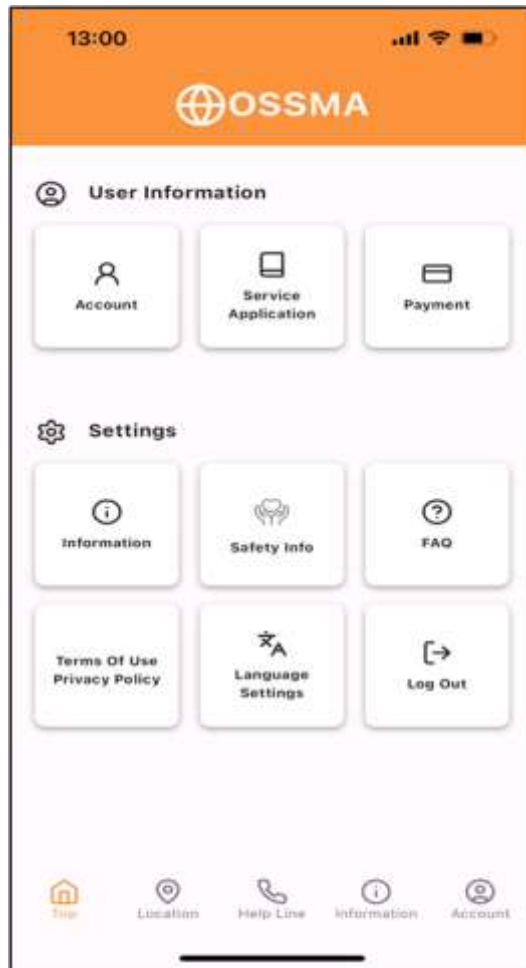 13:00
OSSMA
User Information
Account
Service
Application
Payment
Settings
Information
Safety Info
FAQ
Terms Of Use
Privacy Policy
Language
Settings
Log Out
Top
Location
Help Line
Information
Account